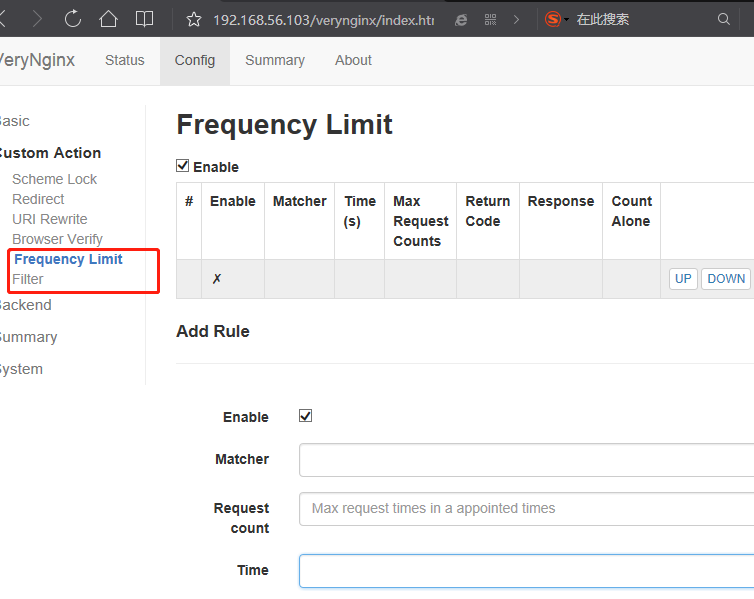 192.168.56.103/verynginx/index.htm
在此搜索
VeryNginx Status Config Summary About
Basic
Custom Action
Scheme Lock
Redirect
URI Rewrite
Browser Verify
Frequency Limit
Filter
Backend
Summary
System
Frequency Limit
Enable
# Enable Matcher Time (s) Max Request Counts Return Code Response Count Alone
✗ UP DOWN
Add Rule
Enable
Matcher
Request count Max request times in a appointed times
Time